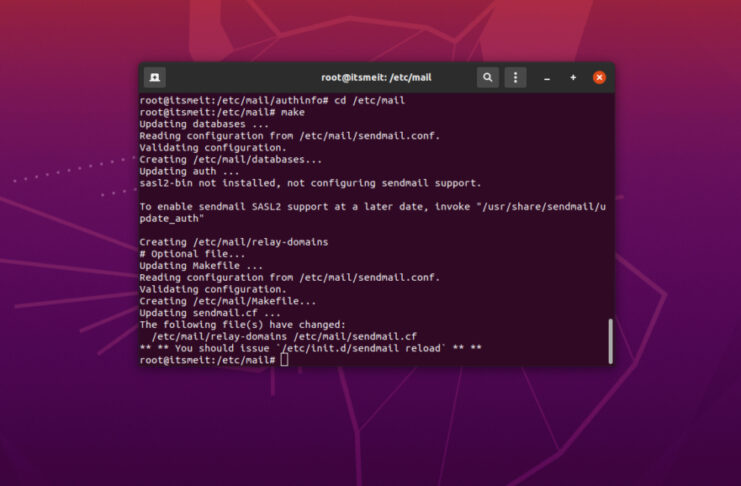 root@itsmeit: /etc/mail
root@itsmeit:/etc/mail/authinfo# cd /etc/mail
root@itsmeit:/etc/mail# make
Updating databases ...
Reading configuration from /etc/mail/sendmail.conf.
Validating configuration.
Creating /etc/mail/databases...
Updating auth ...
sasl2-bin not installed, not configuring sendmail support.
To enable sendmail SASL2 support at a later date, invoke "/usr/share/sendmail/u
pdate_auth"
Creating /etc/mail/relay-domains
# Optional file...
Updating Makefile ...
Reading configuration from /etc/mail/sendmail.conf.
Validating configuration.
Creating /etc/mail/Makefile...
Updating sendmail.cf ...
The following file(s) have changed:
/etc/mail/relay-domains /etc/mail/sendmail.cf
** ** You should issue `/etc/init.d/sendmail reload` ** **
root@itsmeit:/etc/mail#